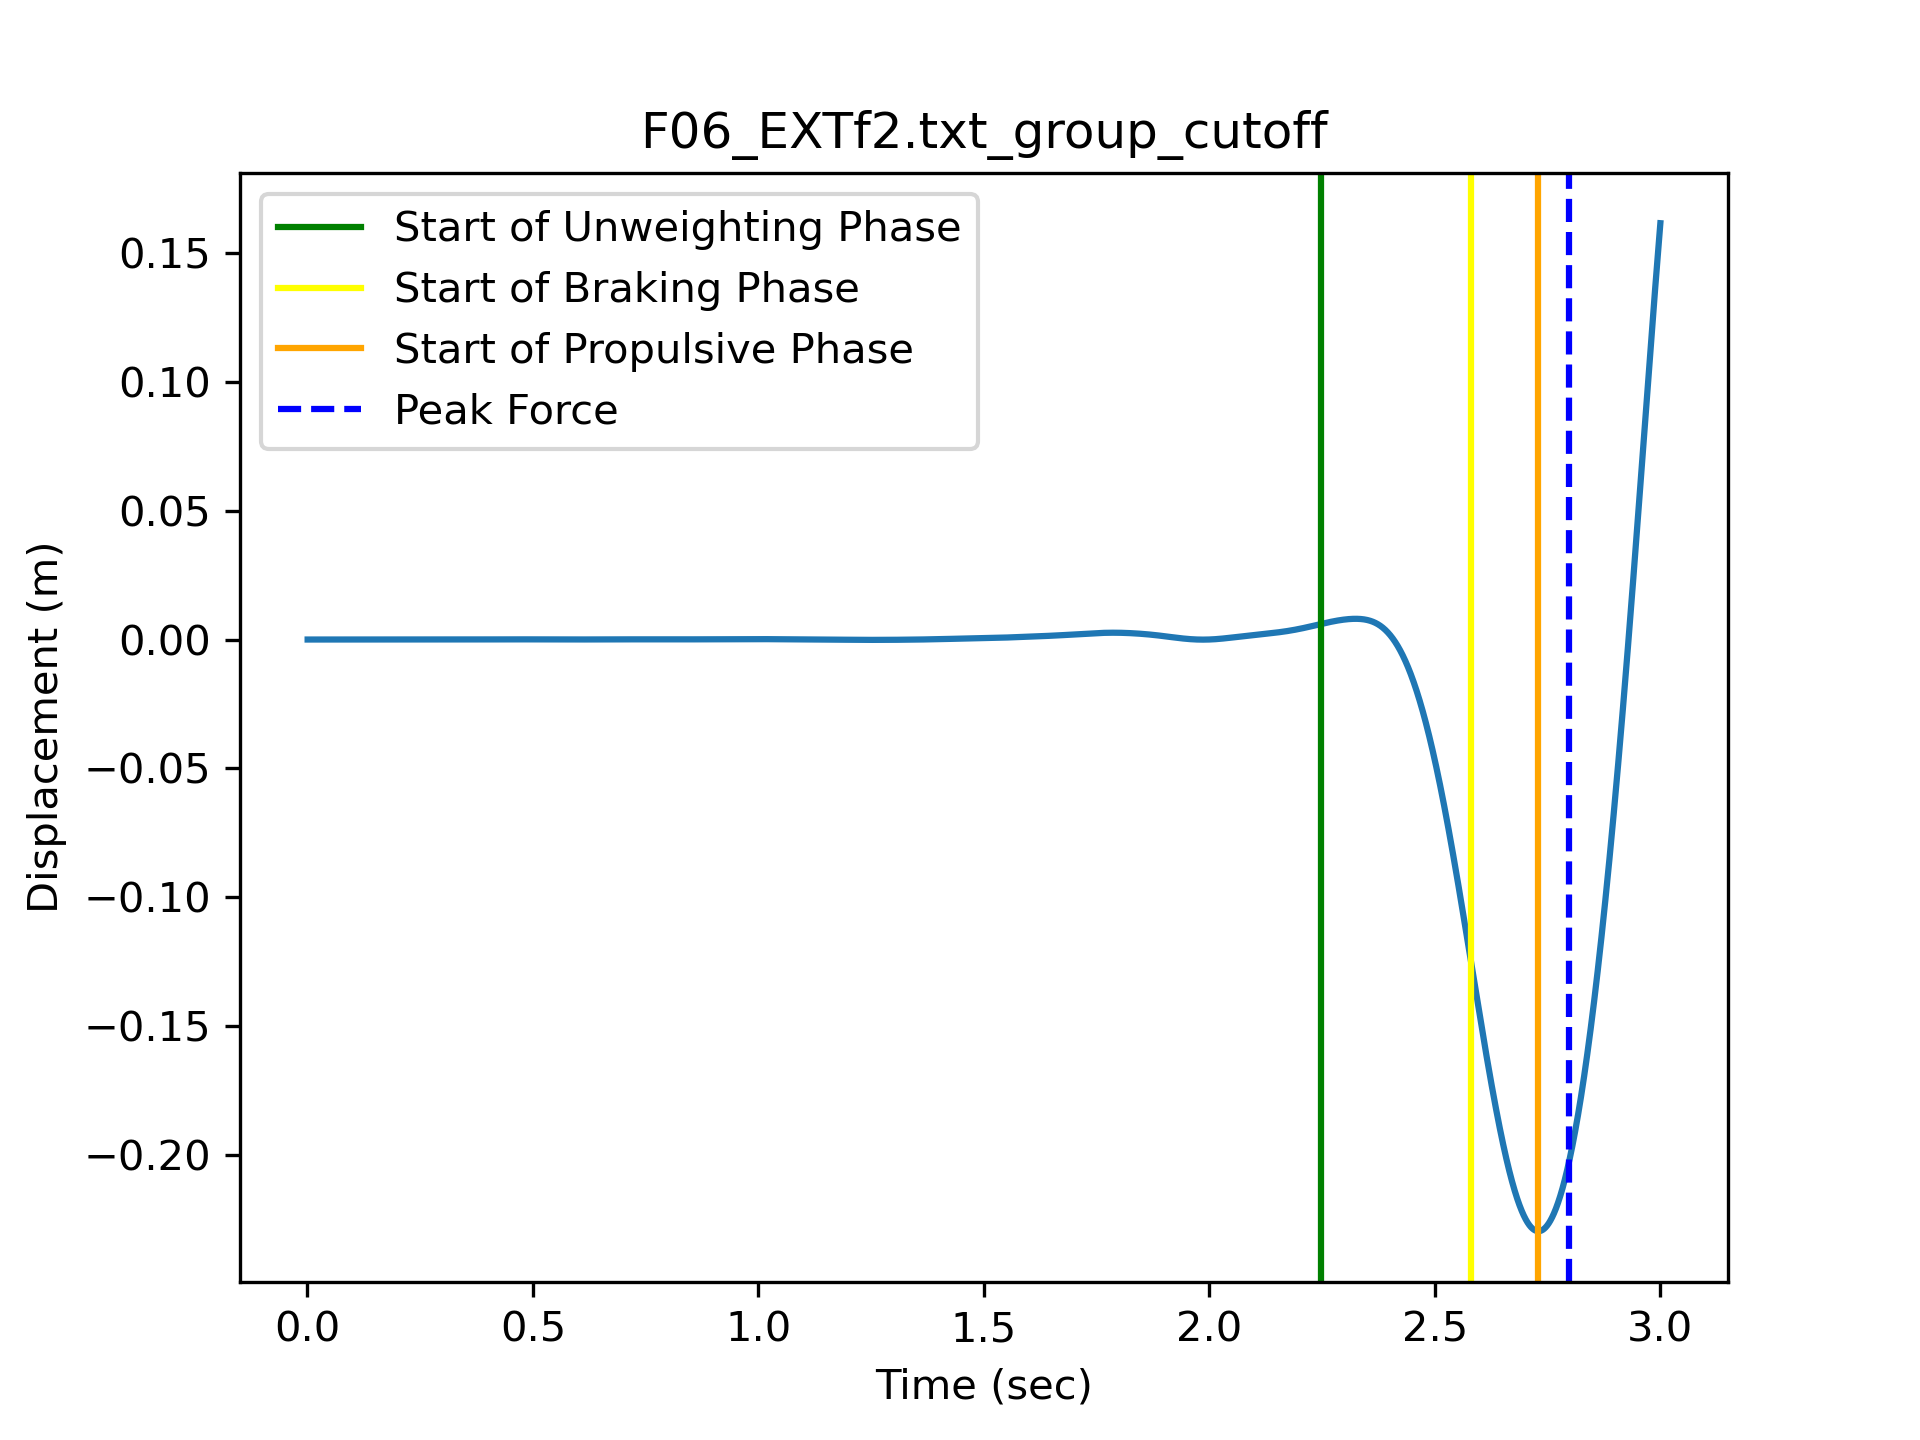 F06_EXTf2.txt_group_cutoff
Start of Unweighting Phase
Start of Braking Phase
Start of Propulsive Phase
Peak Force
0.15
0.10
0.05
0.00
−0.05
−0.10
−0.15
−0.20
Displacement (m)
0.0 0.5 1.0 1.5 2.0 2.5 3.0
Time (sec)